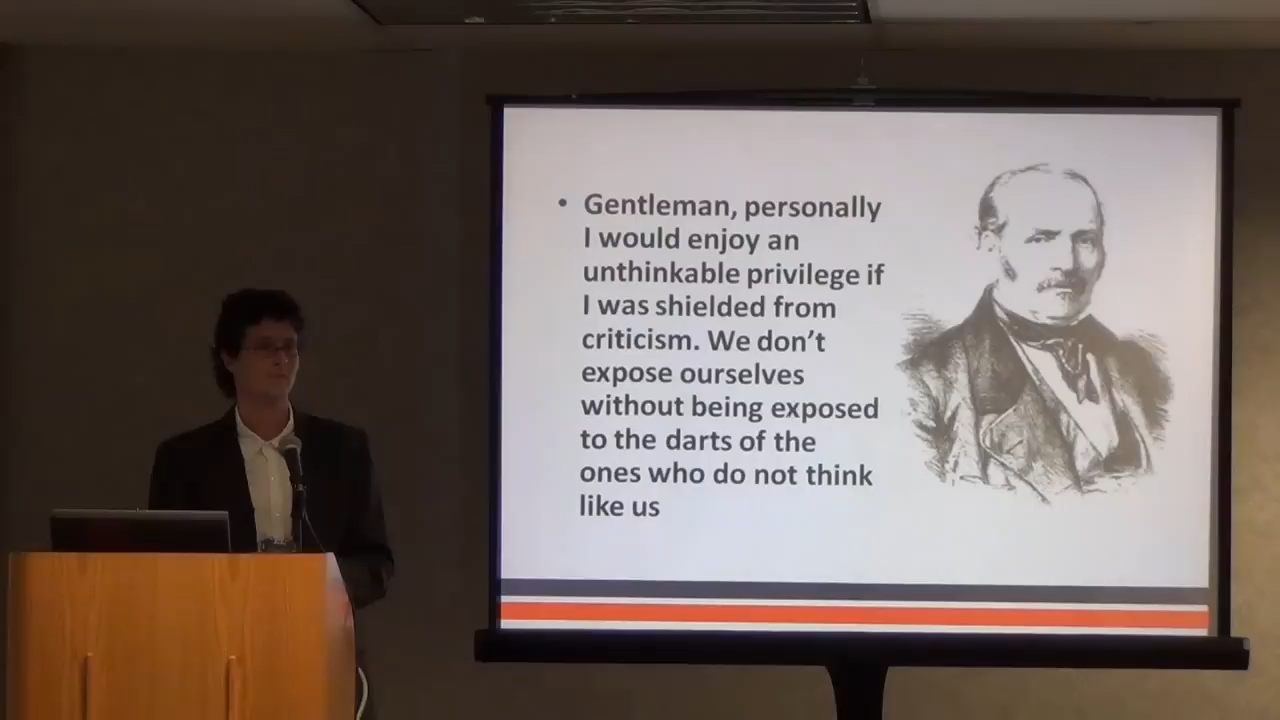 • Gentleman, personally
I would enjoy an
unthinkable privilege if
I was shielded from
criticism. We don’t
expose ourselves
without being exposed
to the darts of the
ones who do not think
like us